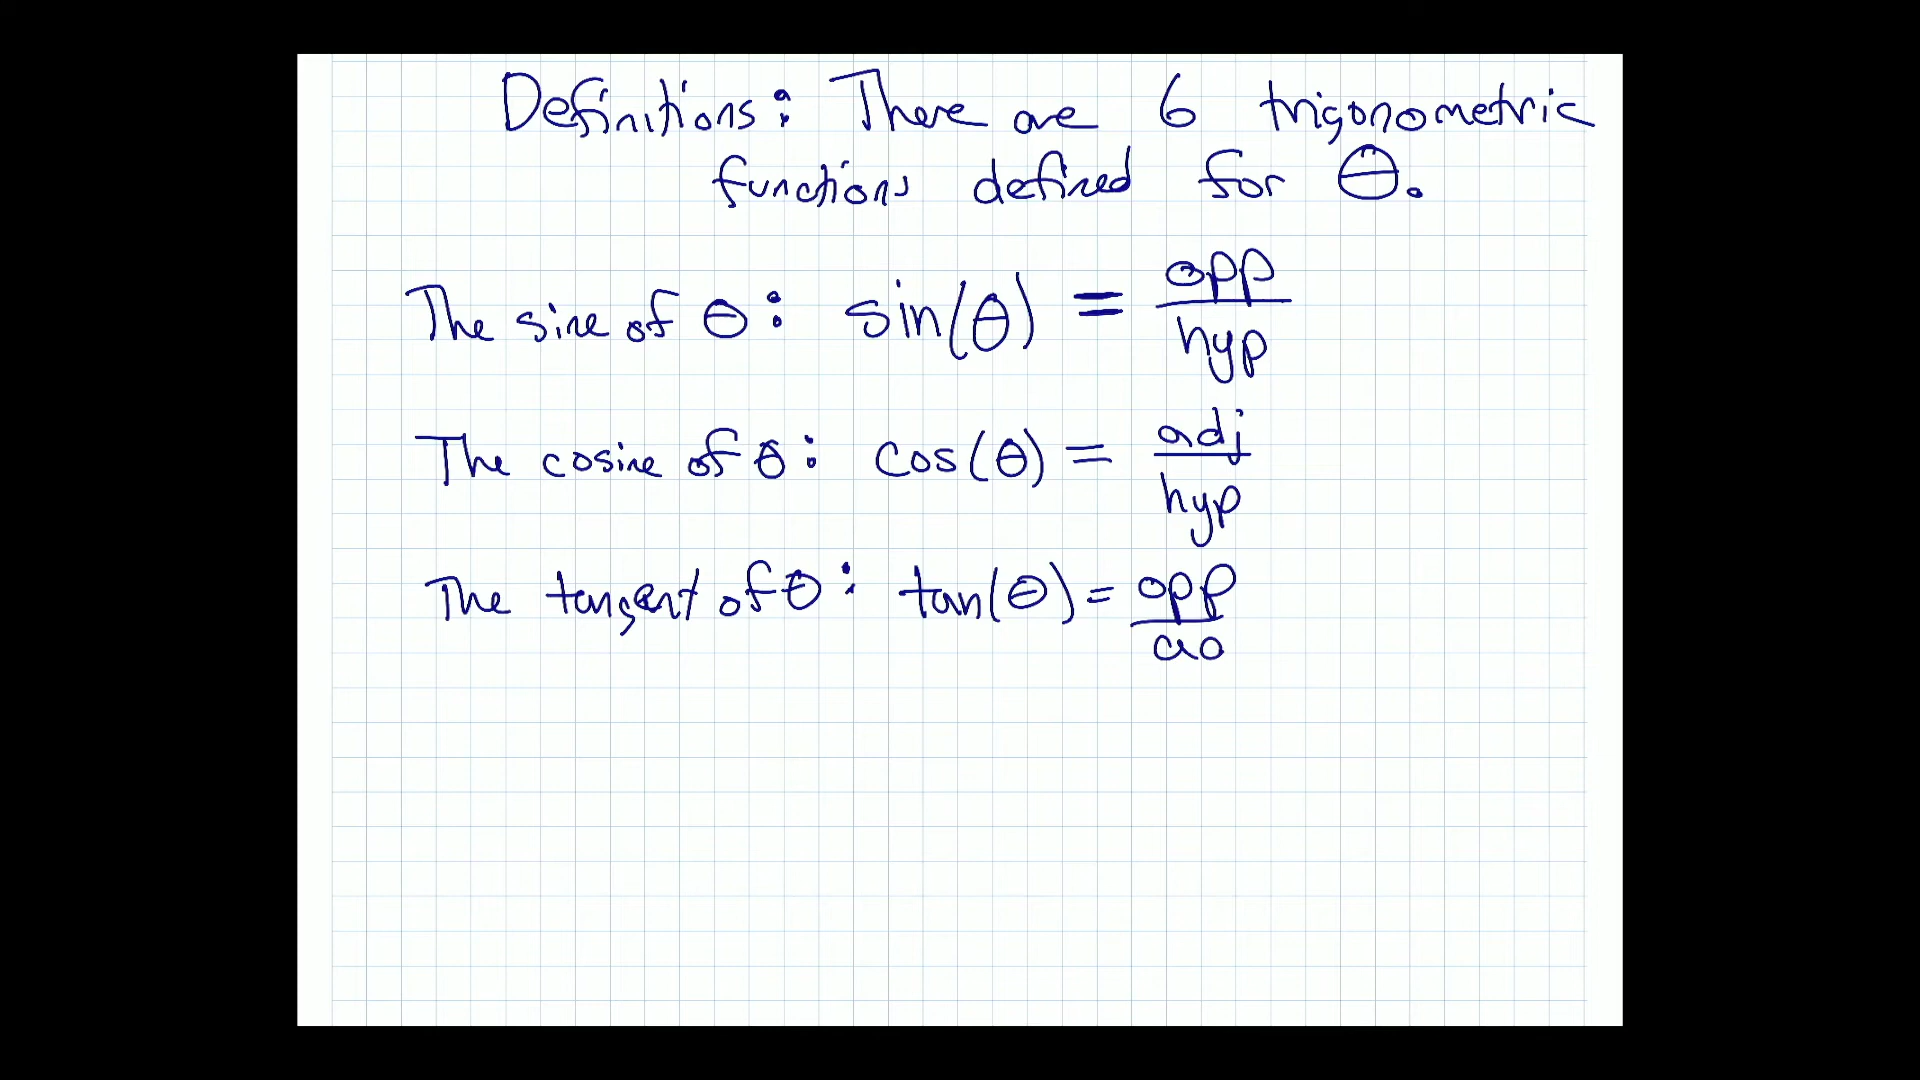 Definitions: There are 6 trigonometric
functions defined for θ.
The sine of θ: sin(θ) = opp/hyp
The cosine of θ: cos(θ) = adj/hyp
The tangent of θ: tan(θ) = opp/ao